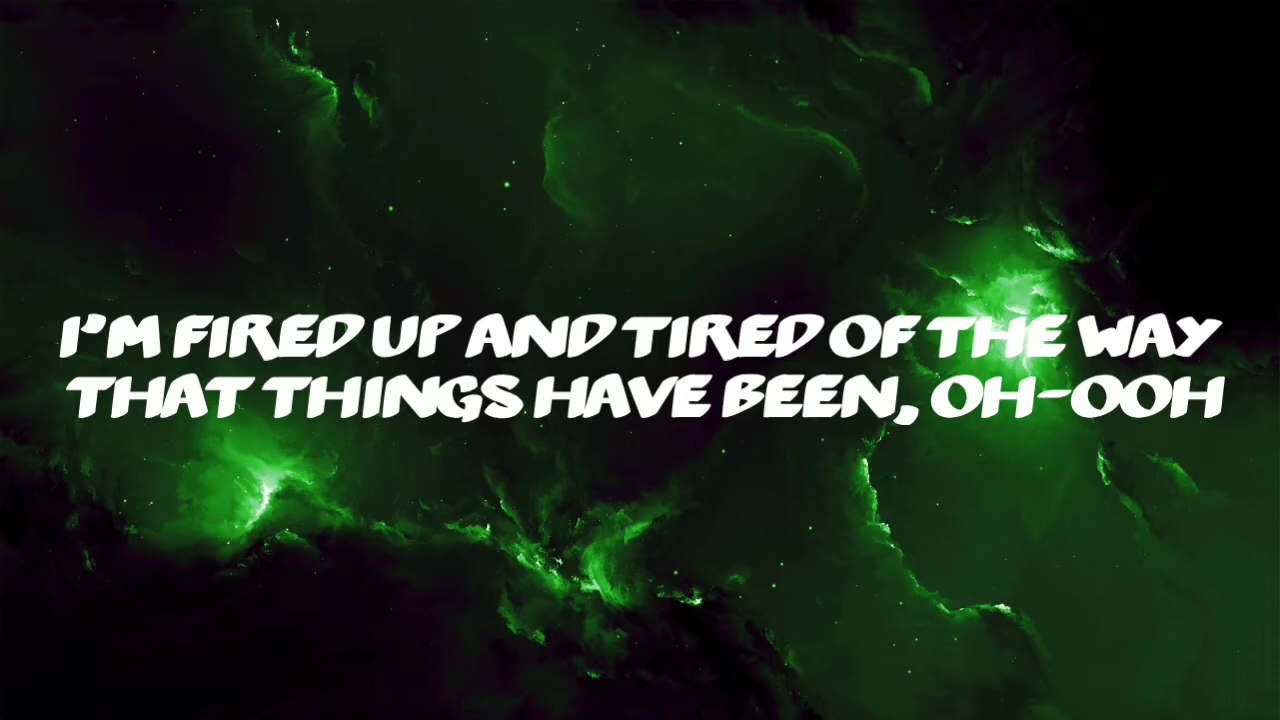 I'M FIRED UP AND TIRED OF THE WAY
THAT THINGS HAVE BEEN, OH-OOH